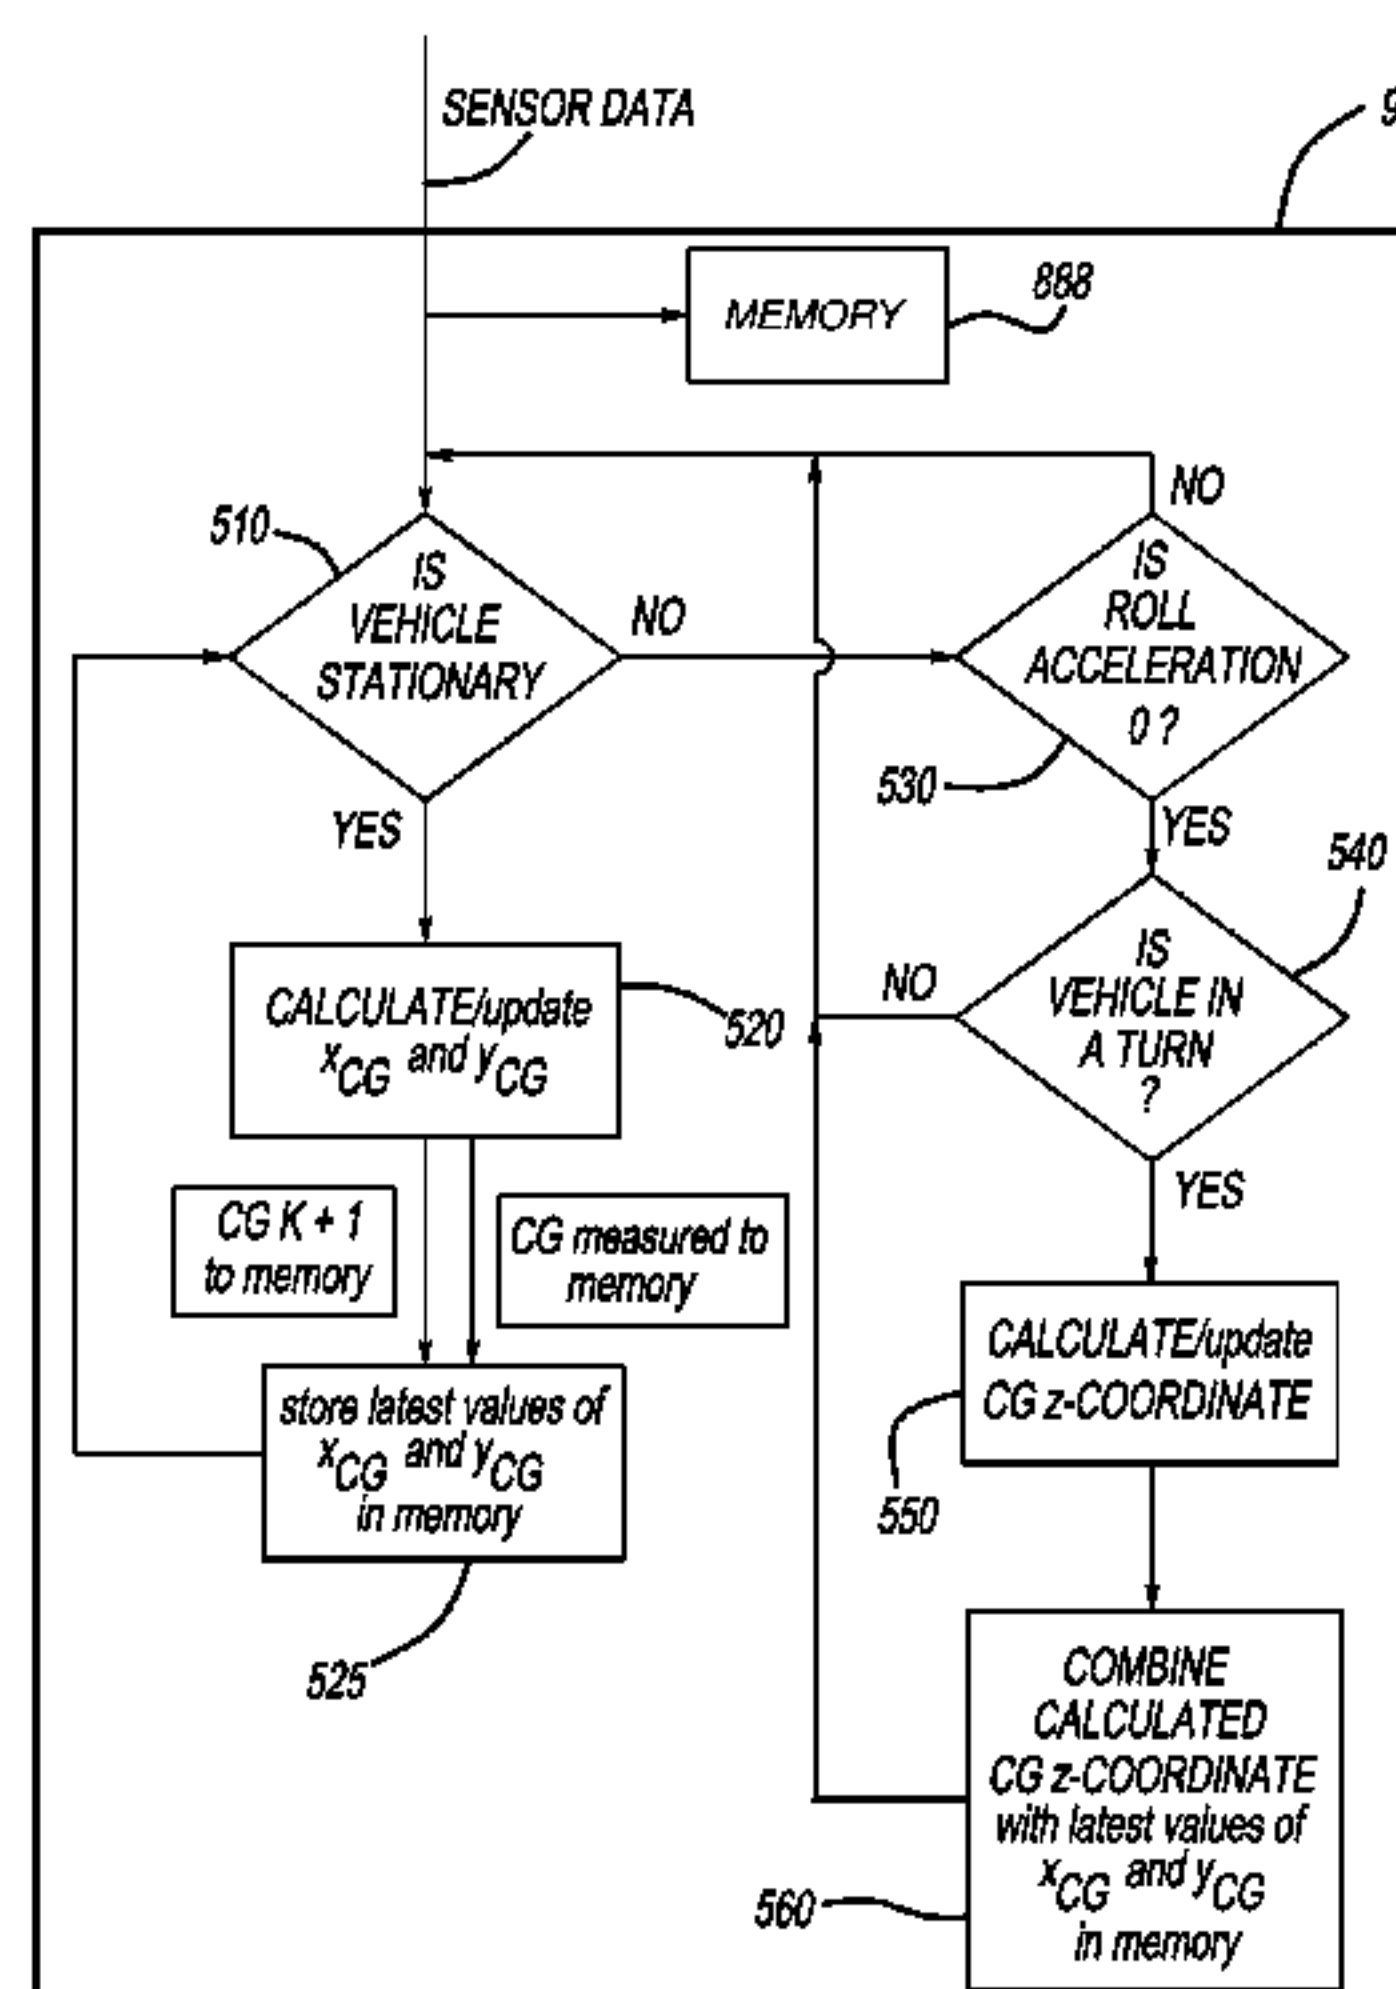 SENSOR DATA
9
MEMORY
888
510
IS
VEHICLE
STATIONARY
NO
YES
IS
ROLL
ACCELERATION
0 ?
NO
530
YES
540
IS
VEHICLE IN
A TURN
?
NO
YES
CALCULATE/update
xCG and yCG
520
CG K + 1
to memory
CG measured to
memory
store latest values of
xCG and yCG
in memory
525
CALCULATE/update
CG z-COORDINATE
550
COMBINE
CALCULATED
CG z-COORDINATE
with latest values of
xCG and yCG
in memory
560